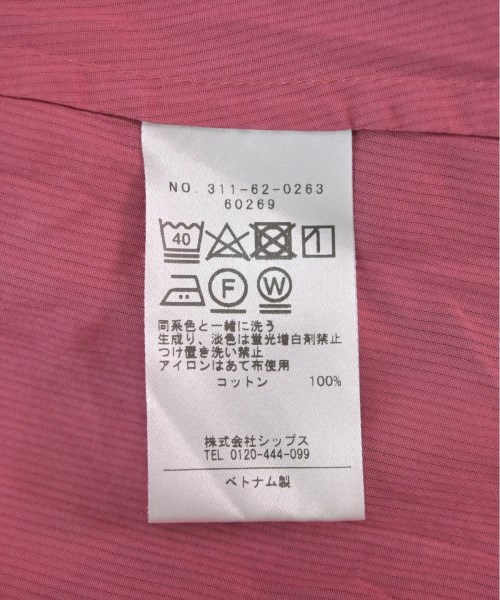 NO. 311-62-0263
60269
40
F W
同系色と一緒に洗う
生成り、淡色は蛍光増白剤禁止
つけ置き洗い禁止
アイロンはあて布使用
コットン 100%
株式会社シップス
TEL 0120-444-099
ベトナム製